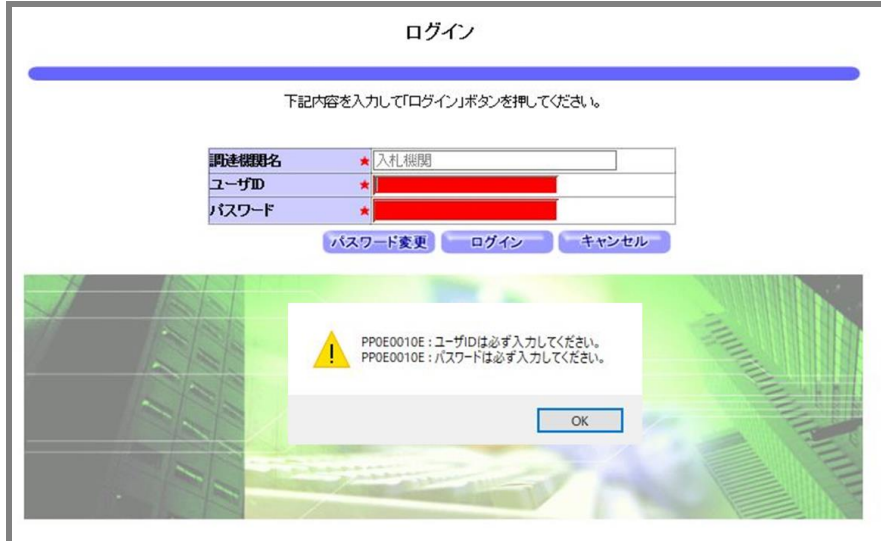 ログイン
下記内容を入力して「ログイン」ボタンを押してください。
調達機関名 ★ 入札機関
ユーザID ★
パスワード ★
パスワード変更 ログイン キャンセル
PP0E0010E : ユーザIDは必ず入力してください。
PP0E0010E : パスワードは必ず入力してください。
OK